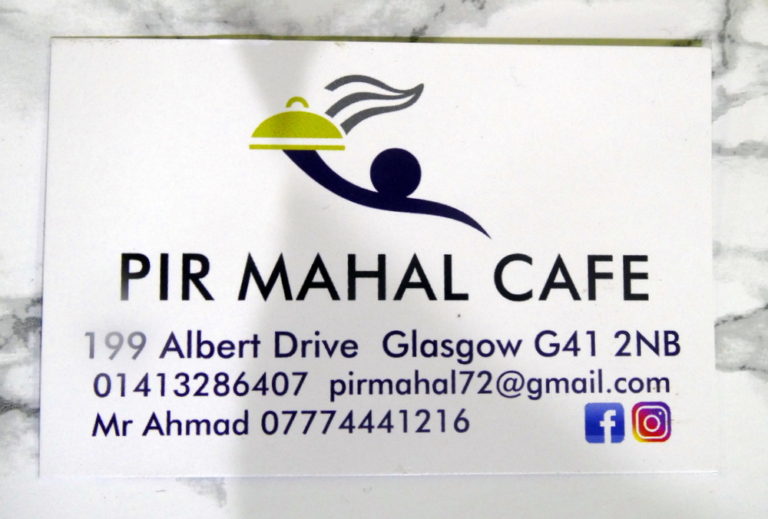 PIR MAHAL CAFE
199 Albert Drive Glasgow G41 2NB
01413286407 pirmahal72@gmail.com
Mr Ahmad 07774441216